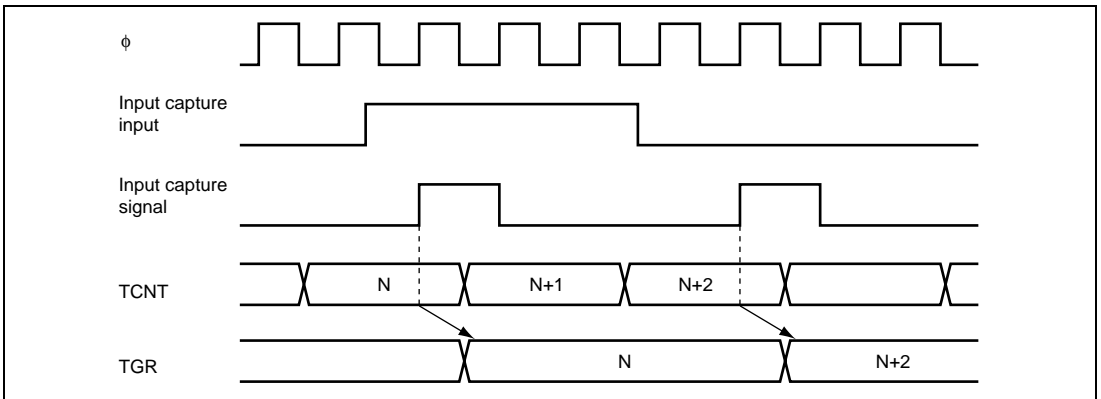 ϕ
Input capture
input
Input capture
signal
TCNT
N
N+1
N+2
TGR
N
N+2